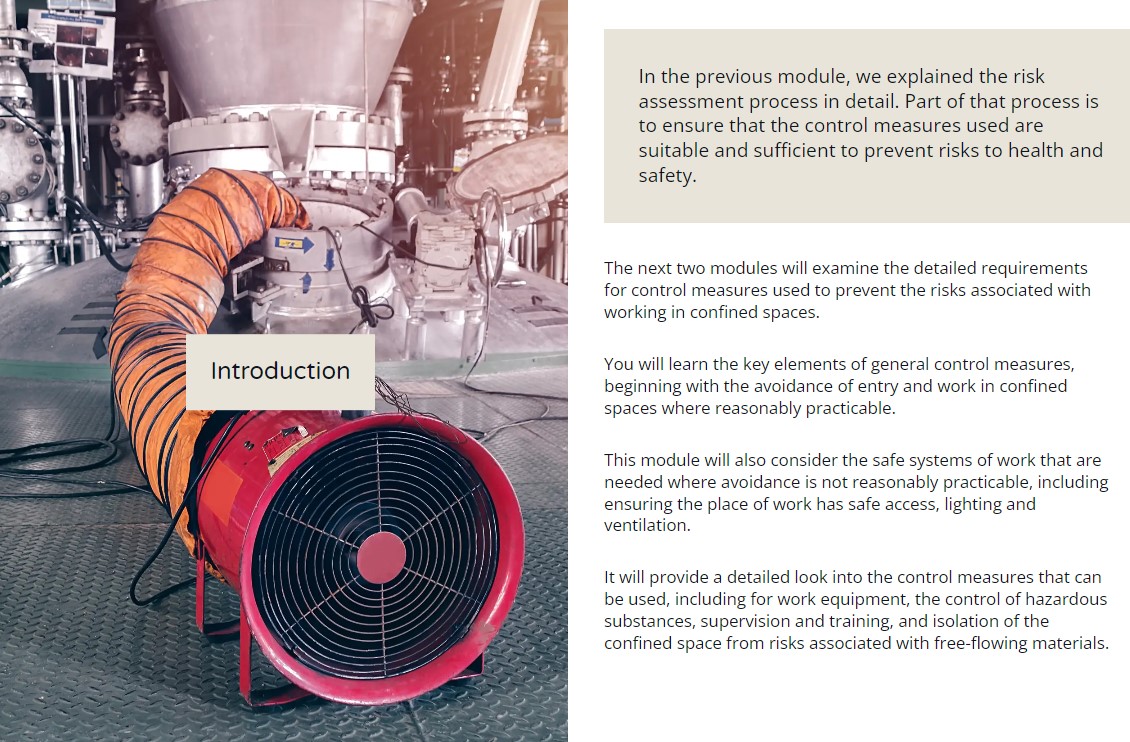 Introduction
In the previous module, we explained the risk
assessment process in detail. Part of that process is
to ensure that the control measures used are
suitable and sufficient to prevent risks to health and
safety.
The next two modules will examine the detailed requirements
for control measures used to prevent the risks associated with
working in confined spaces.
You will learn the key elements of general control measures,
beginning with the avoidance of entry and work in confined
spaces where reasonably practicable.
This module will also consider the safe systems of work that are
needed where avoidance is not reasonably practicable, including
ensuring the place of work has safe access, lighting and
ventilation.
It will provide a detailed look into the control measures that can
be used, including for work equipment, the control of hazardous
substances, supervision and training, and isolation of the
confined space from risks associated with free-flowing materials.